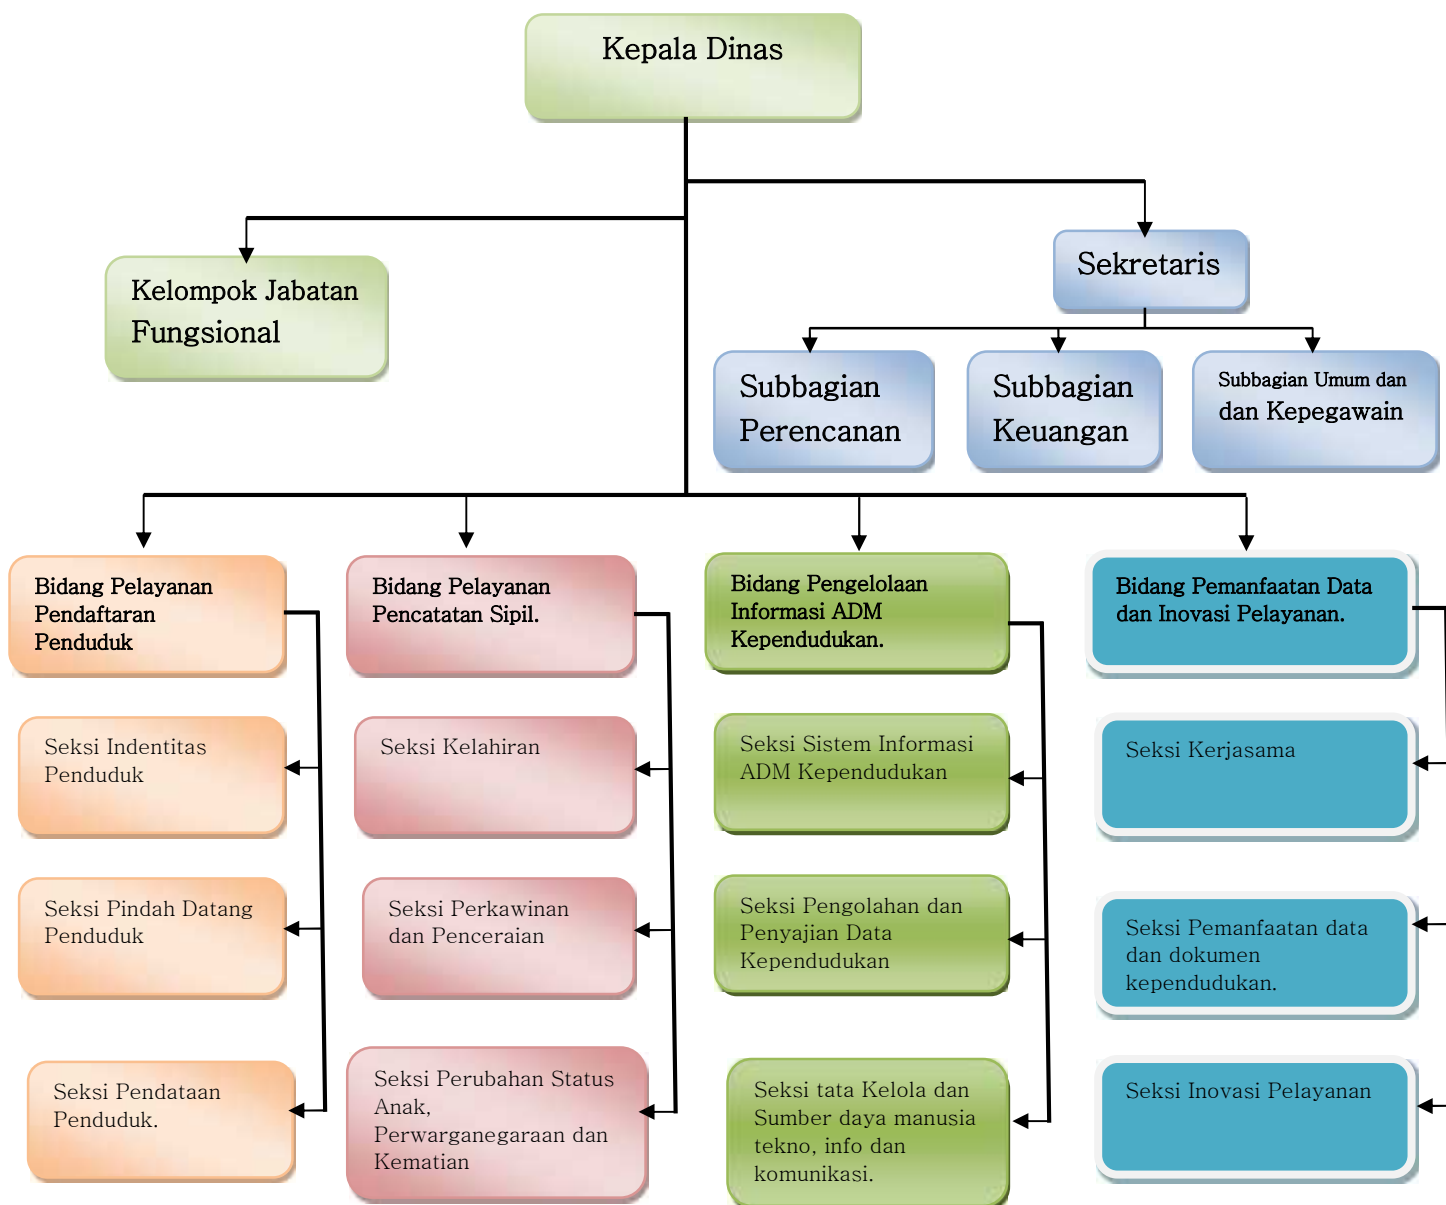 Kepala Dinas
Kelompok Jabatan
Fungsional
Sekretaris
Subbagian
Perencanan
Subbagian
Keuangan
Subbagian Umum dan
dan Kepegawain
Bidang Pelayanan
Pendaftaran
Penduduk
Bidang Pelayanan
Pencatatan Sipil.
Bidang Pengelolaan
Informasi ADM
Kependudukan.
Bidang Pemanfaatan Data
dan Inovasi Pelayanan.
Seksi Indentitas
Penduduk
Seksi Kelahiran
Seksi Sistem Informasi
ADM Kependudukan
Seksi Kerjasama
Seksi Pindah Datang
Penduduk
Seksi Perkawinan
dan Penceraian
Seksi Pengolahan dan
Penyajian Data
Kependudukan
Seksi Pemanfaatan data
dan dokumen
kependudukan.
Seksi Pendataan
Penduduk.
Seksi Perubahan Status
Anak,
Perwarganegaraan dan
Kematian
Seksi tata Kelola dan
Sumber daya manusia
tekno, info dan
komunikasi.
Seksi Inovasi Pelayanan